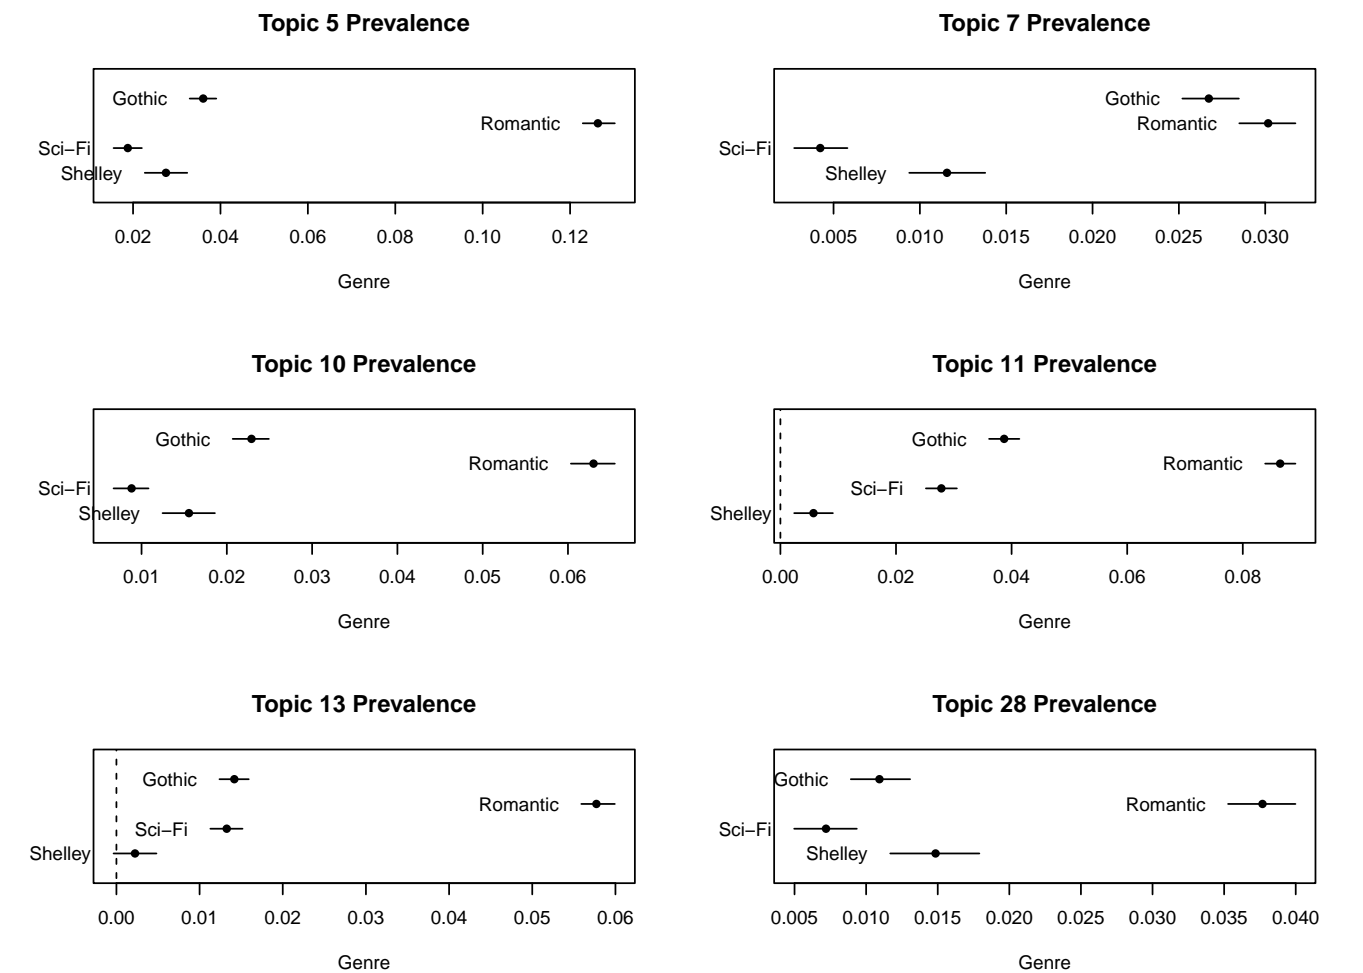 Topic 5 Prevalence
Gothic
Romantic
Sci−Fi
Shelley
0.02 0.04 0.06 0.08 0.10 0.12
Genre
Topic 7 Prevalence
Gothic
Romantic
Sci−Fi
Shelley
0.005 0.010 0.015 0.020 0.025 0.030
Genre
Topic 10 Prevalence
Gothic
Romantic
Sci−Fi
Shelley
0.01 0.02 0.03 0.04 0.05 0.06
Genre
Topic 11 Prevalence
Gothic
Romantic
Sci−Fi
Shelley
0.00 0.02 0.04 0.06 0.08
Genre
Topic 13 Prevalence
Gothic
Romantic
Sci−Fi
Shelley
0.00 0.01 0.02 0.03 0.04 0.05 0.06
Genre
Topic 28 Prevalence
Gothic
Romantic
Sci−Fi
Shelley
0.005 0.010 0.015 0.020 0.025 0.030 0.035 0.040
Genre